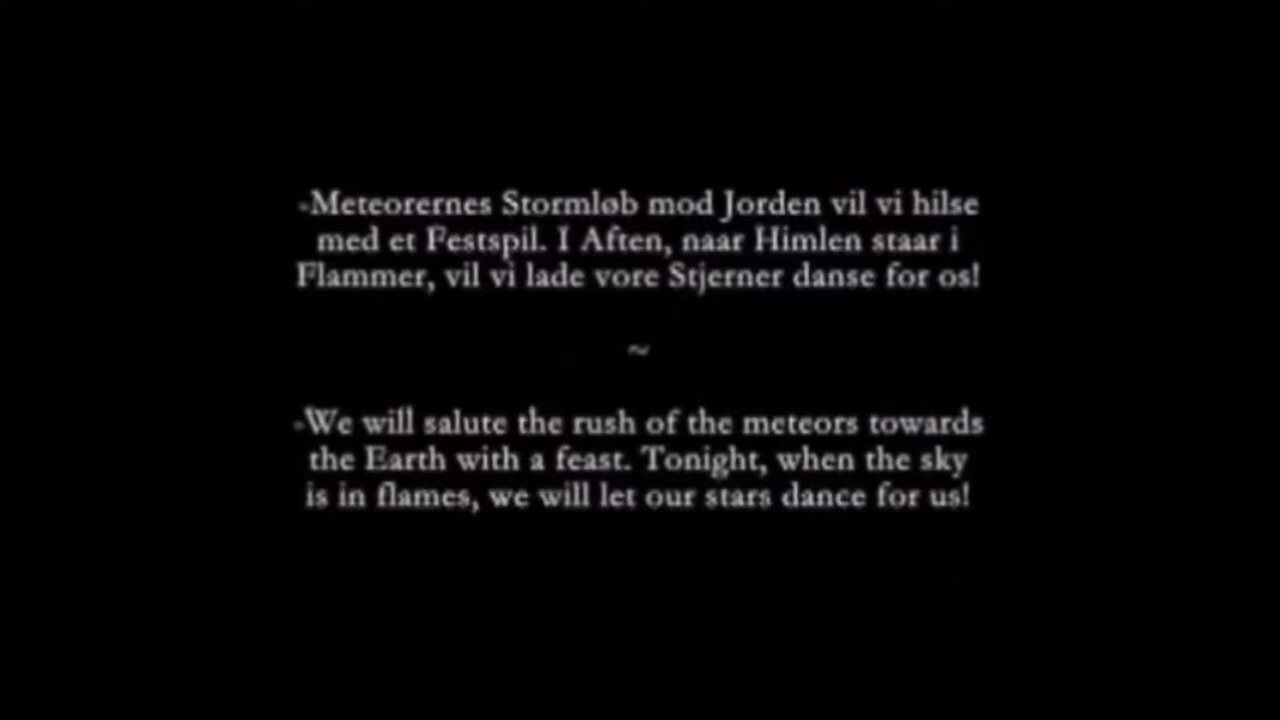 -Meteorernes Stormløb mod Jorden vil vi hilse
med et Festspil. I Aften, naar Himlen staar i
Flammer, vil vi lade vore Stjerner danse for os!
~
-We will salute the rush of the meteors towards
the Earth with a feast. Tonight, when the sky
is in flames, we will let our stars dance for us!